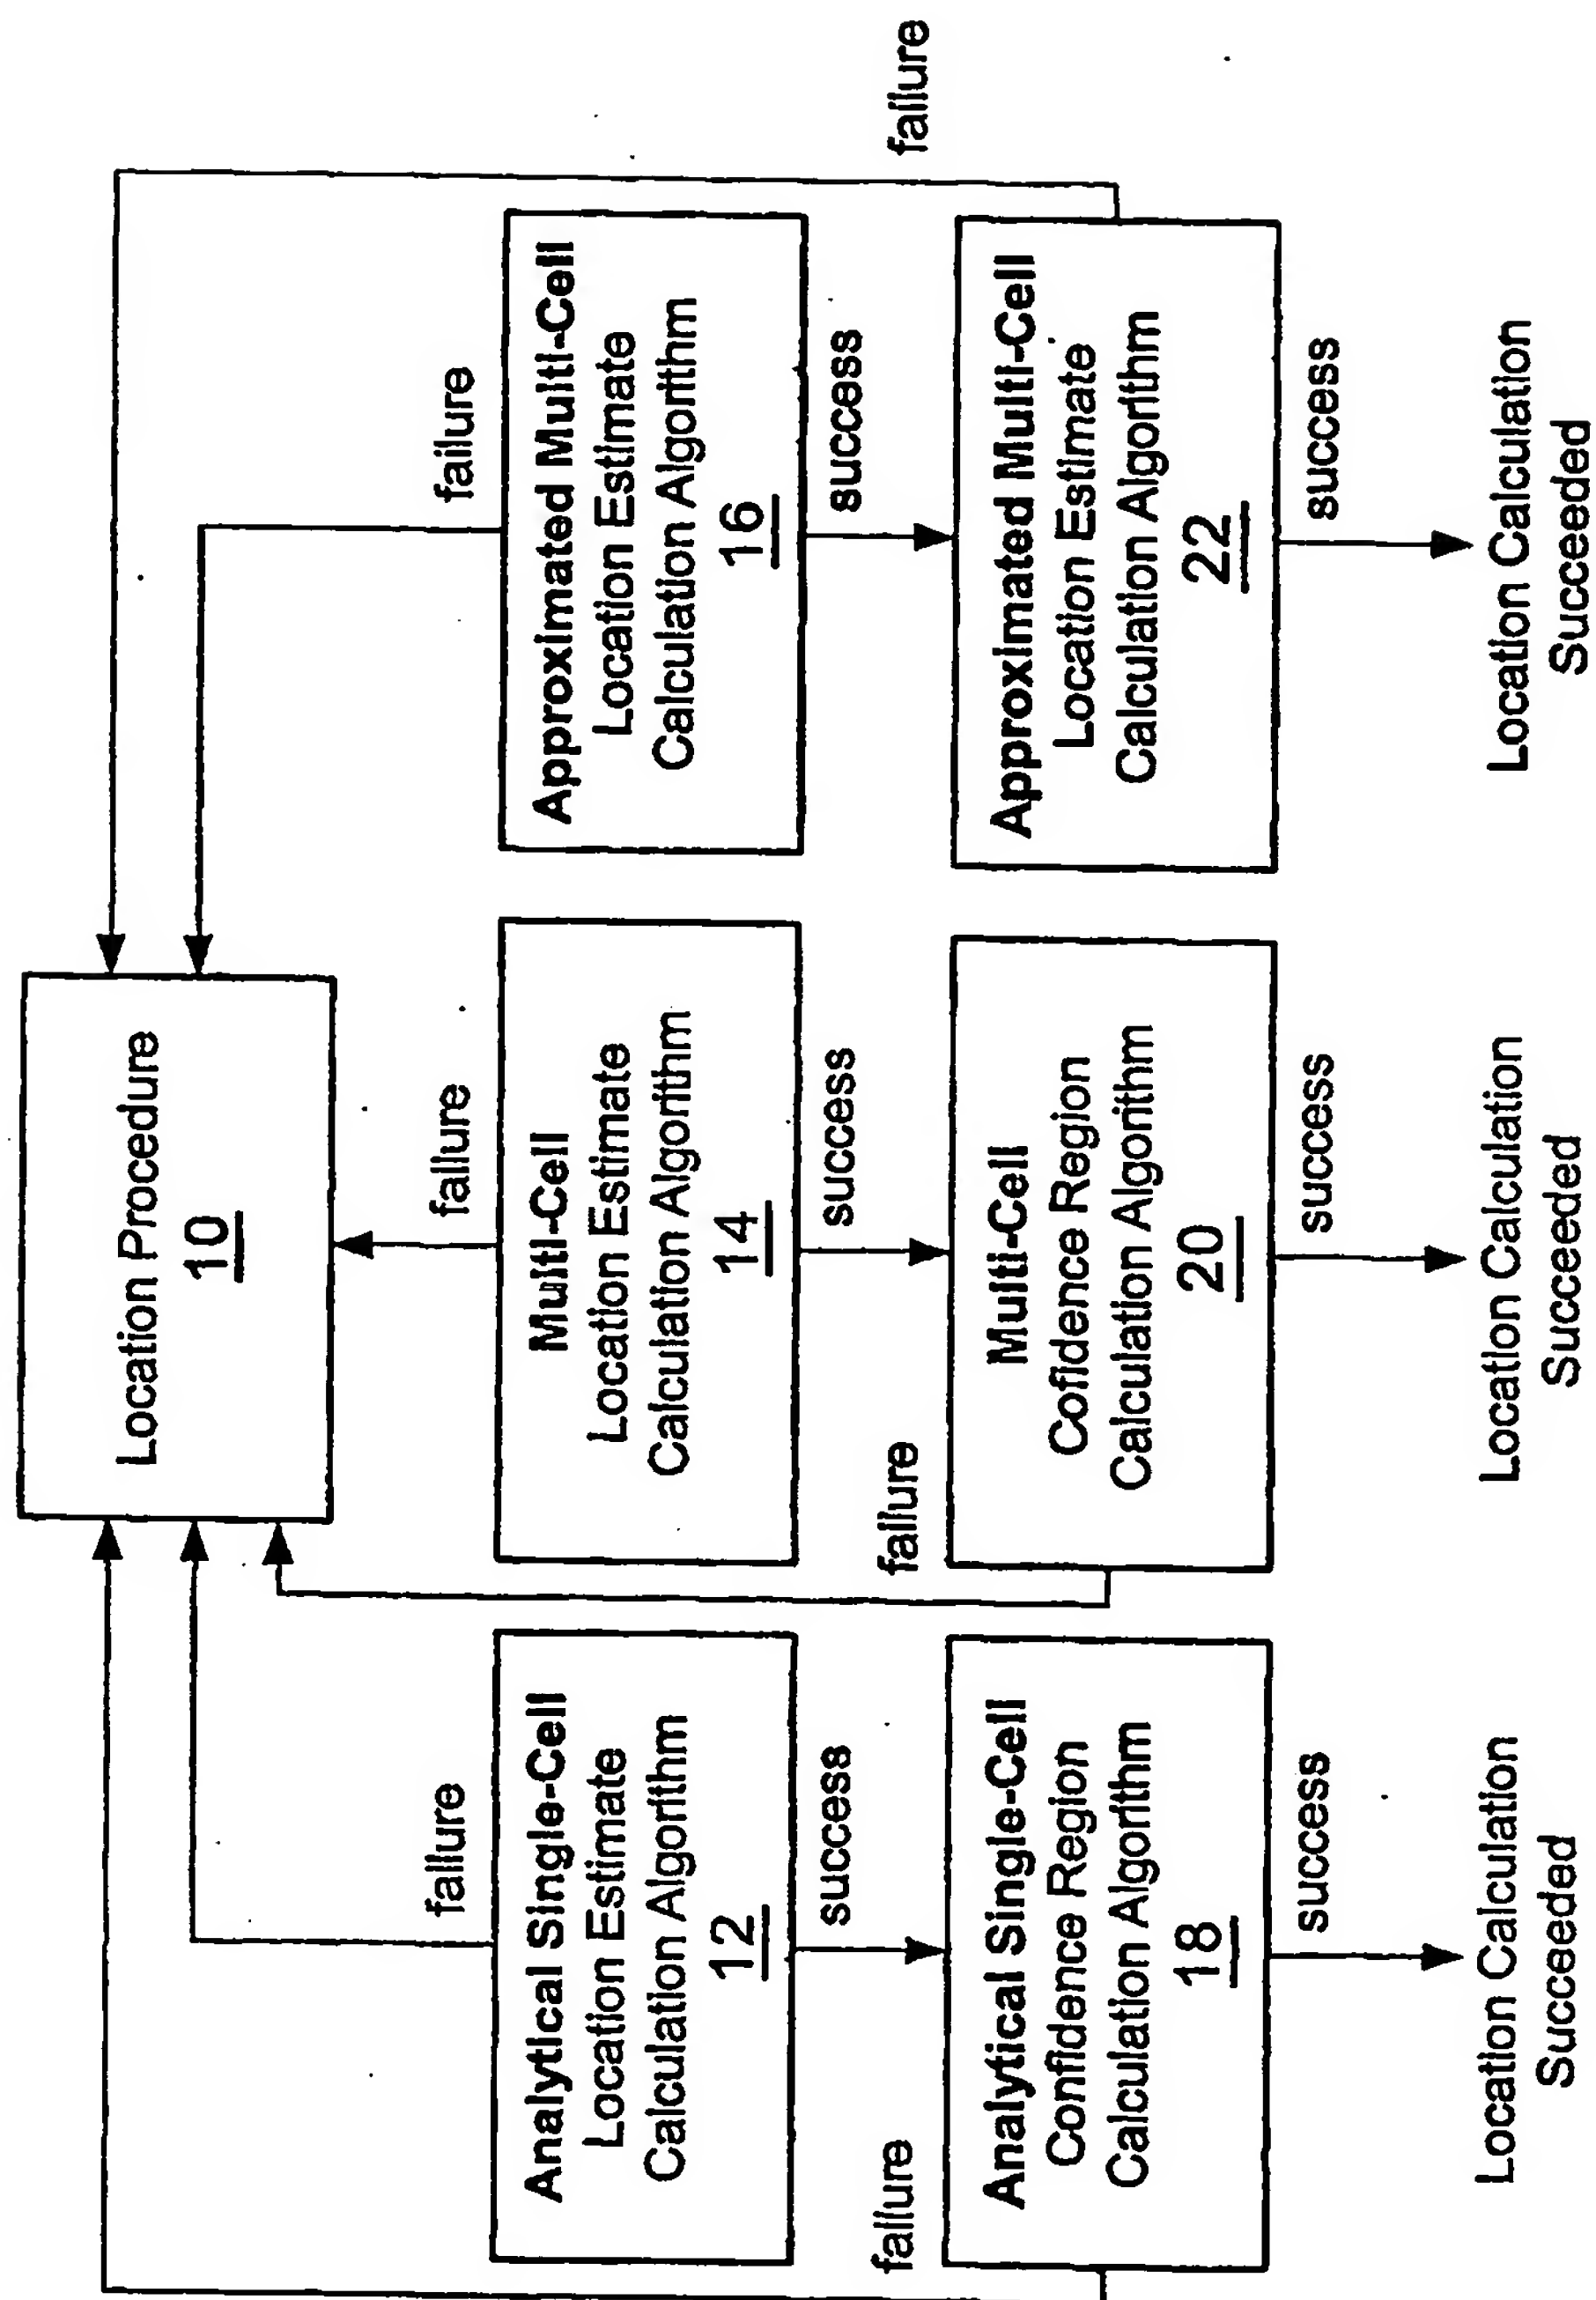 Location Procedure
10
failure
failure
failure
Analytical Single-Cell
Location Estimate
Calculation Algorithm
12
Multi-Cell
Location Estimate
Calculation Algorithm
14
Approximated Multi-Cell
Location Estimate
Calculation Algorithm
16
failure
success
failure
success
success
failure
Analytical Single-Cell
Confidence Region
Calculation Algorithm
18
Multi-Cell
Cofidence Region
Calculation Algorithm
20
Approximated Multi-Cell
Location Estimate
Calculation Algorithm
22
success
success
success
Location Calculation
Succeeded
Location Calculation
Succeeded
Location Calculation
Succeeded